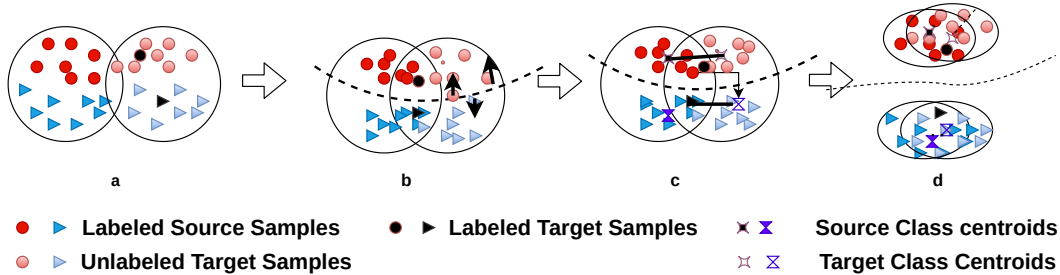 a
b
c
d
Labeled Source Samples
Labeled Target Samples
Source Class centroids
Unlabeled Target Samples
Target Class Centroids